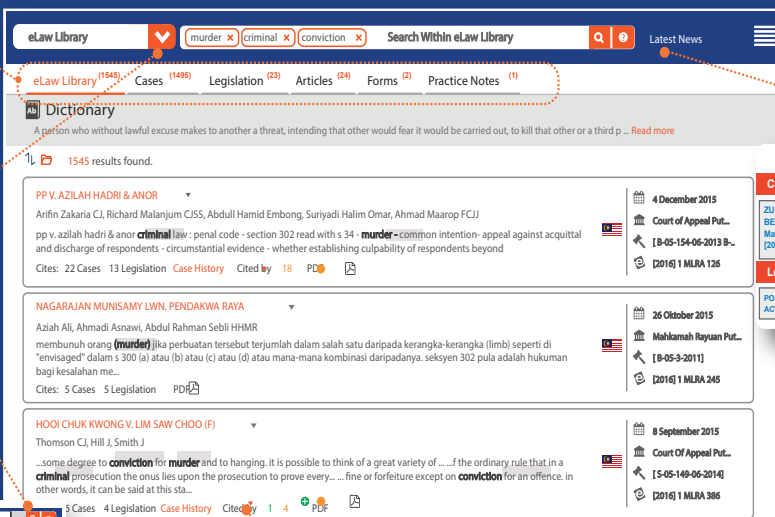 eLaw Library murder x criminal x conviction x Search Within eLaw Library Latest News
eLaw Library (1545) Cases (1495) Legislation (23) Articles (24) Forms (2) Practice Notes (1)
Ab Dictionary
A person who without lawful excuse makes to another a threat, intending that other would fear it would be carried out, to kill that other or a third p ... Read more
1545 results found.
PP V. AZILAH HADRI & ANOR
Arifin Zakaria CJ, Richard Malanjum CJSS, Abdull Hamid Embong, Suriyadi Halim Omar, Ahmad Maarop FCJJ
pp v. azilah hadri & anor criminal law : penal code - section 302 read with s 34 - murder - common intention- appeal against acquittal
and discharge of respondents - circumstantial evidence - whether establishing culpability of respondents beyond
Cites: 22 Cases 13 Legislation Case History Cited by 18 PDF
4 December 2015
Court of Appeal Put...
[ B-05-154-06-2013 B-..
[2016] 1 MLRA 126
NAGARAJAN MUNISAMY LWN. PENDAKWA RAYA
Aziah Ali, Ahmadi Asnawi, Abdul Rahman Sebli HHMR
membunuh orang (murder) jika perbuatan tersebut terjumlah dalam salah satu daripada kerangka-kerangka (limb) seperti di
"envisaged" dalam s 300 (a) atau (b) atau (c) atau (d) atau mana-mana kombinasi daripadanya. seksyen 302 pula adalah hukuman
bagi kesalahan me...
Cites: 5 Cases 5 Legislation PDF
26 Oktober 2015
Mahkamah Rayuan Put...
[ B-05-3-2011]
[2016] 1 MLRA 245
HOOI CHUK KWONG V. LIM SAW CHOO (F)
Thomson CJ, Hill J, Smith J
...some degree to conviction for murder and to hanging. it is possible to think of a great variety of ... ...f the ordinary rule that in a
criminal prosecution the onus lies upon the prosecution to prove every... ... fine or forfeiture except on conviction for an offence. in
other words, it can be said at this sta...
6 Cases 4 Legislation Case History Cited by 1 4 PDF
8 September 2015
Court Of Appeal Put...
[ S-05-149-06-2014]
[2016] 1 MLRA 386
ZU
BE
Ma
[20
PO
AC